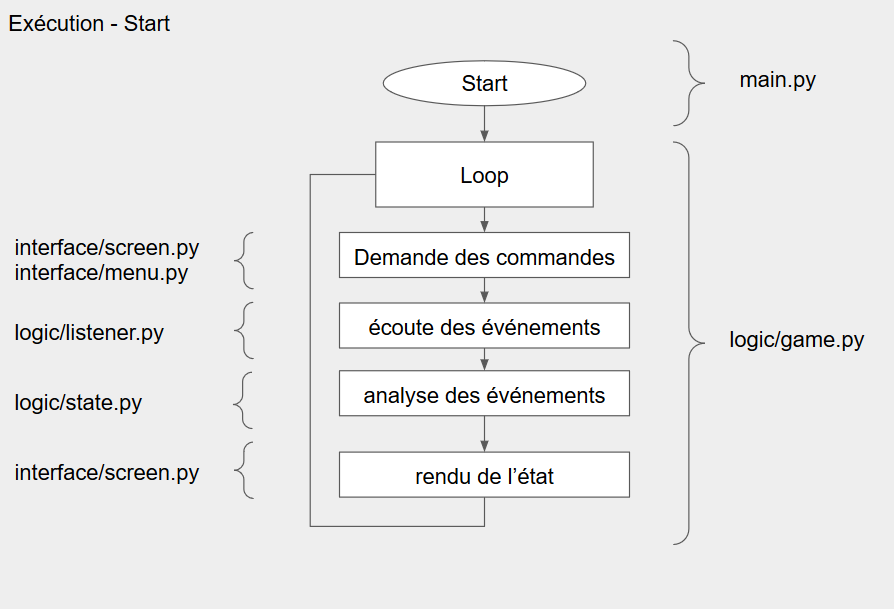 Exécution - Start
Start
main.py
Loop
interface/screen.py
interface/menu.py
Demande des commandes
logic/listener.py
écoute des événements
logic/game.py
logic/state.py
analyse des événements
interface/screen.py
rendu de l’état